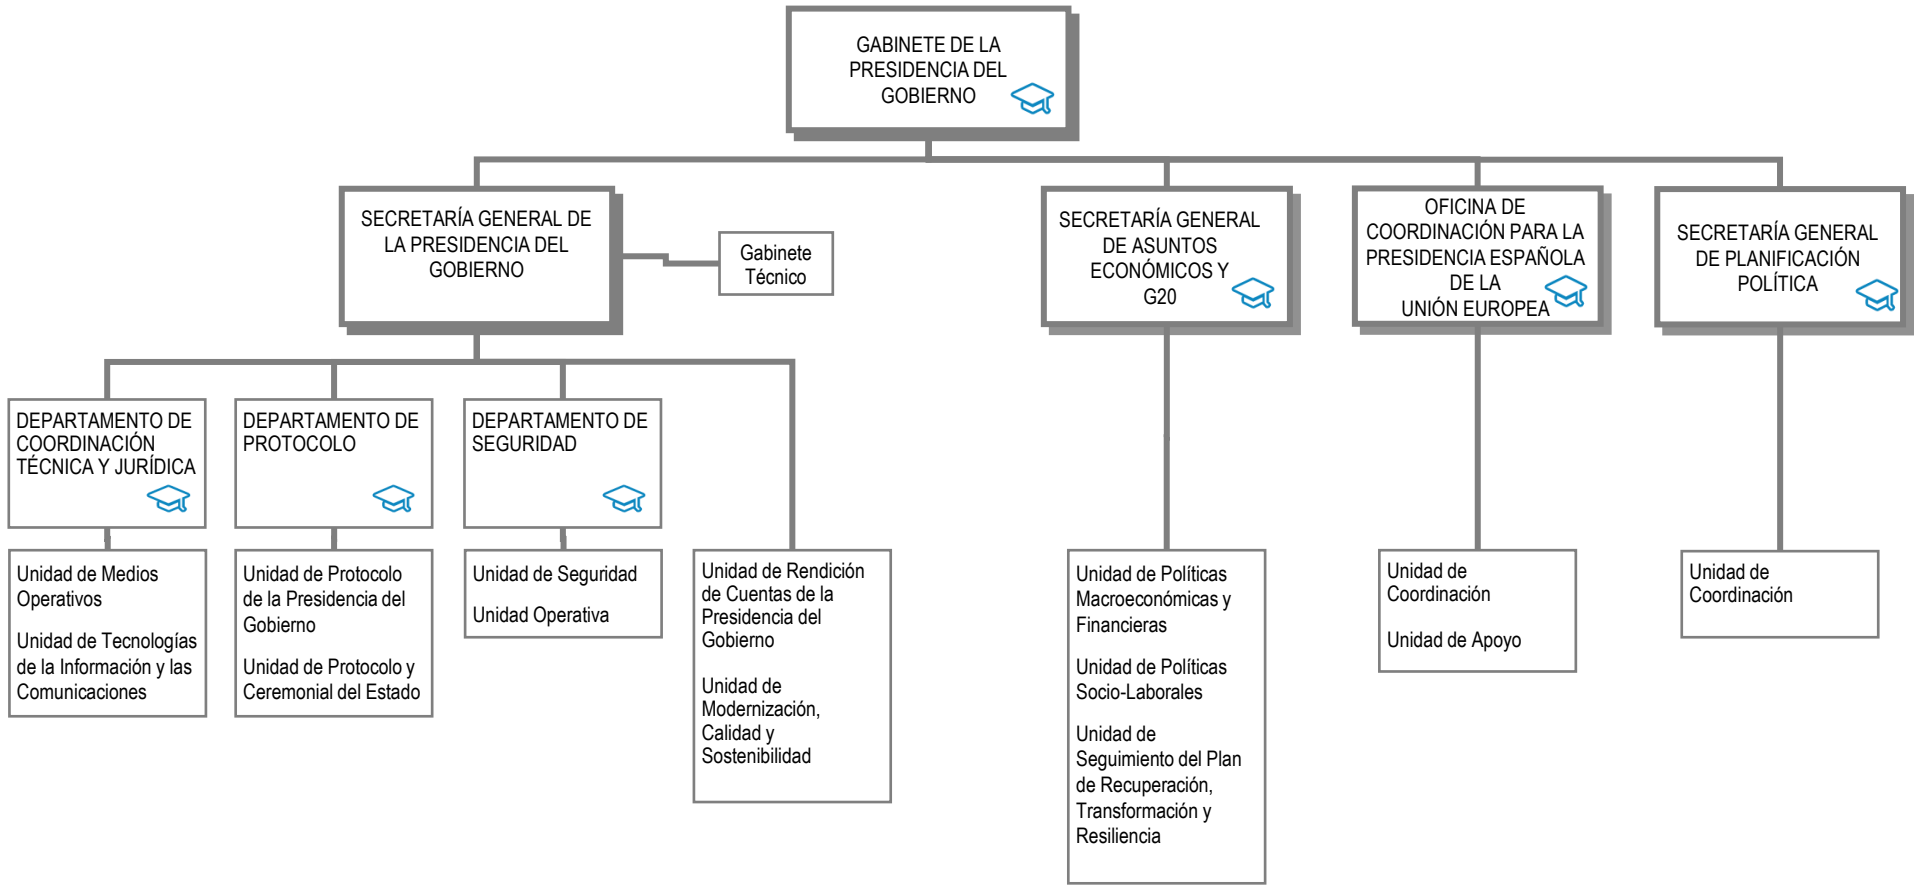 GABINETE DE LA
PRESIDENCIA DEL
GOBIERNO
SECRETARÍA GENERAL DE
LA PRESIDENCIA DEL
GOBIERNO
Gabinete
Técnico
SECRETARÍA GENERAL
DE ASUNTOS
ECONÓMICOS Y
G20
OFICINA DE
COORDINACIÓN PARA LA
PRESIDENCIA ESPAÑOLA
DE LA
UNIÓN EUROPEA
SECRETARÍA GENERAL
DE PLANIFICACIÓN
POLÍTICA
DEPARTAMENTO DE
COORDINACIÓN
TÉCNICA Y JURÍDICA
DEPARTAMENTO DE
PROTOCOLO
DEPARTAMENTO DE
SEGURIDAD
Unidad de Medios
Operativos
Unidad de Tecnologías
de la Información y las
Comunicaciones
Unidad de Protocolo
de la Presidencia del
Gobierno
Unidad de Protocolo y
Ceremonial del Estado
Unidad de Seguridad
Unidad Operativa
Unidad de Rendición
de Cuentas de la
Presidencia del
Gobierno
Unidad de
Modernización,
Calidad y
Sostenibilidad
Unidad de Políticas
Macroeconómicas y
Financieras
Unidad de Políticas
Socio-Laborales
Unidad de
Seguimiento del Plan
de Recuperación,
Transformación y
Resiliencia
Unidad de
Coordinación
Unidad de Apoyo
Unidad de
Coordinación